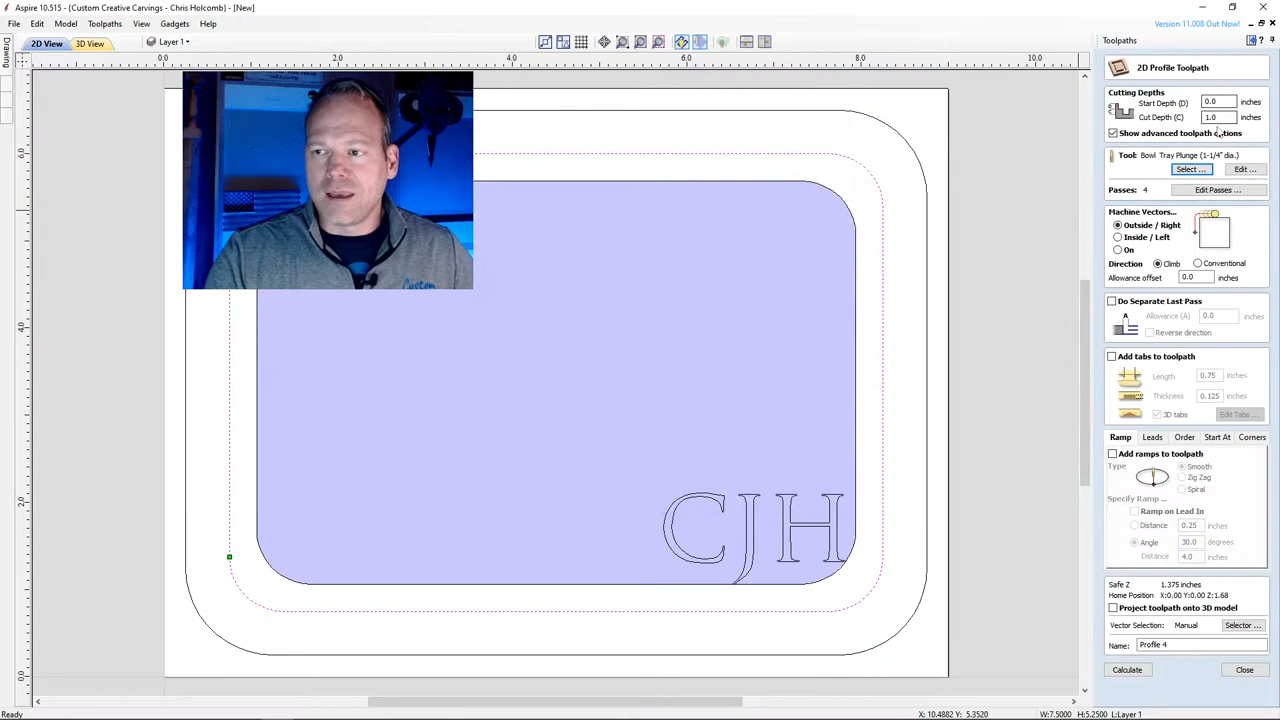 Aspire 10.515 - {Custom Creative Carvings - Chris Holcomb} - [New]
File Edit Model Toolpaths View Gadgets Help
Version 11.008 Out Now!
2D View 3D View Layer 1
Drawing
Toolpaths
0.0 2.0 4.0 6.0 8.0 10.0
6.0
4.0
2.0
0.0
CJH
2D Profile Toolpath
Cutting Depths
Start Depth (D) 0.0 inches
Cut Depth (C) 1.0 inches
Show advanced toolpath options
Tool: Bowl Tray Plunge (1-1/4" dia.)
Select ... Edit ...
Passes: 4 Edit Passes ...
Machine Vectors...
Outside / Right
Inside / Left
On
Direction Climb Conventional
Allowance offset 0.0 inches
Do Separate Last Pass
A
Allowance (A) 0.0 inches
Reverse direction
Add tabs to toolpath
Length 0.75 inches
Thickness 0.125 inches
3D tabs Edit Tabs ...
Ramp Leads Order Start At Corners
Add ramps to toolpath
Type
Smooth
Zig Zag
Spiral
Specify Ramp ...
Ramp on Lead In
Distance 0.25 inches
Angle 30.0 degrees
Distance 4.0 inches
Safe Z 1.375 inches
Home Position X:0.00 Y:0.00 Z:1.68
Project toolpath onto 3D model
Vector Selection: Manual Selector ...
Name: Profile 4
Calculate Close
Ready
X: 10.4882 Y: 5.3520
W:7.5000 H:5.2500 L:Layer 1